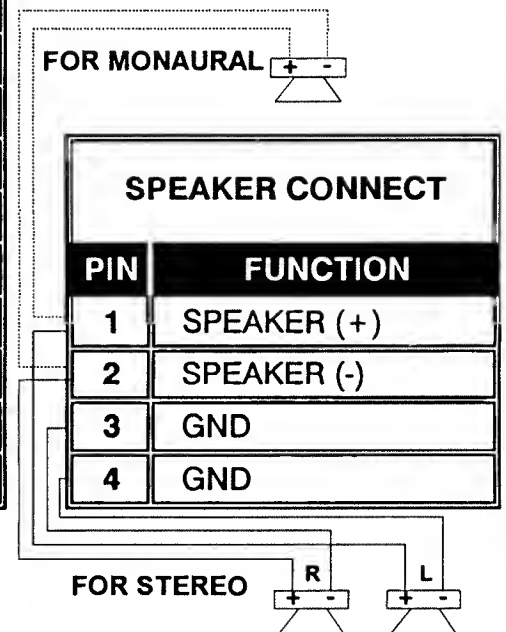 FOR MONAURAL + -
SPEAKER CONNECT
PIN FUNCTION
1 SPEAKER (+)
2 SPEAKER (-)
3 GND
4 GND
FOR STEREO R + - L + -